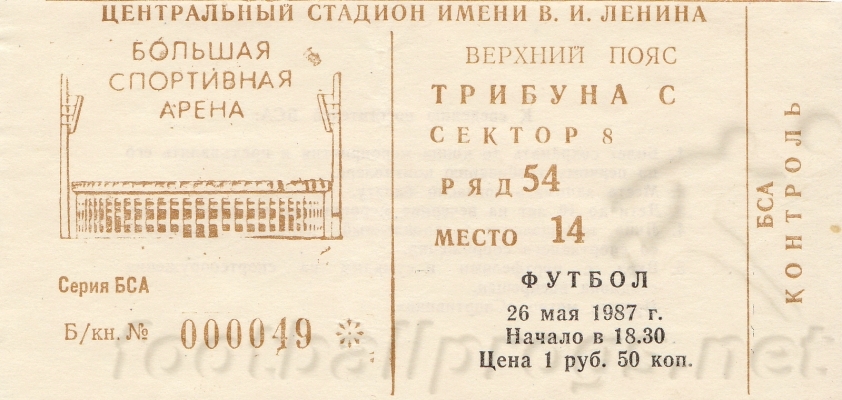 ЦЕНТРАЛЬНЫЙ СТАДИОН ИМЕНИ В. И. ЛЕНИНА
БОЛЬШАЯ
СПОРТИВНАЯ
АРЕНА
Серия БСА
Б/кн. № 000049
ВЕРХНИЙ ПОЯС
ТРИБУНА С
СЕКТОР 8
РЯД 54
МЕСТО 14
ФУТБОЛ
26 мая 1987 г.
Начало в 18.30
Цена 1 руб. 50 коп.
БСА
КОНТРОЛЬ